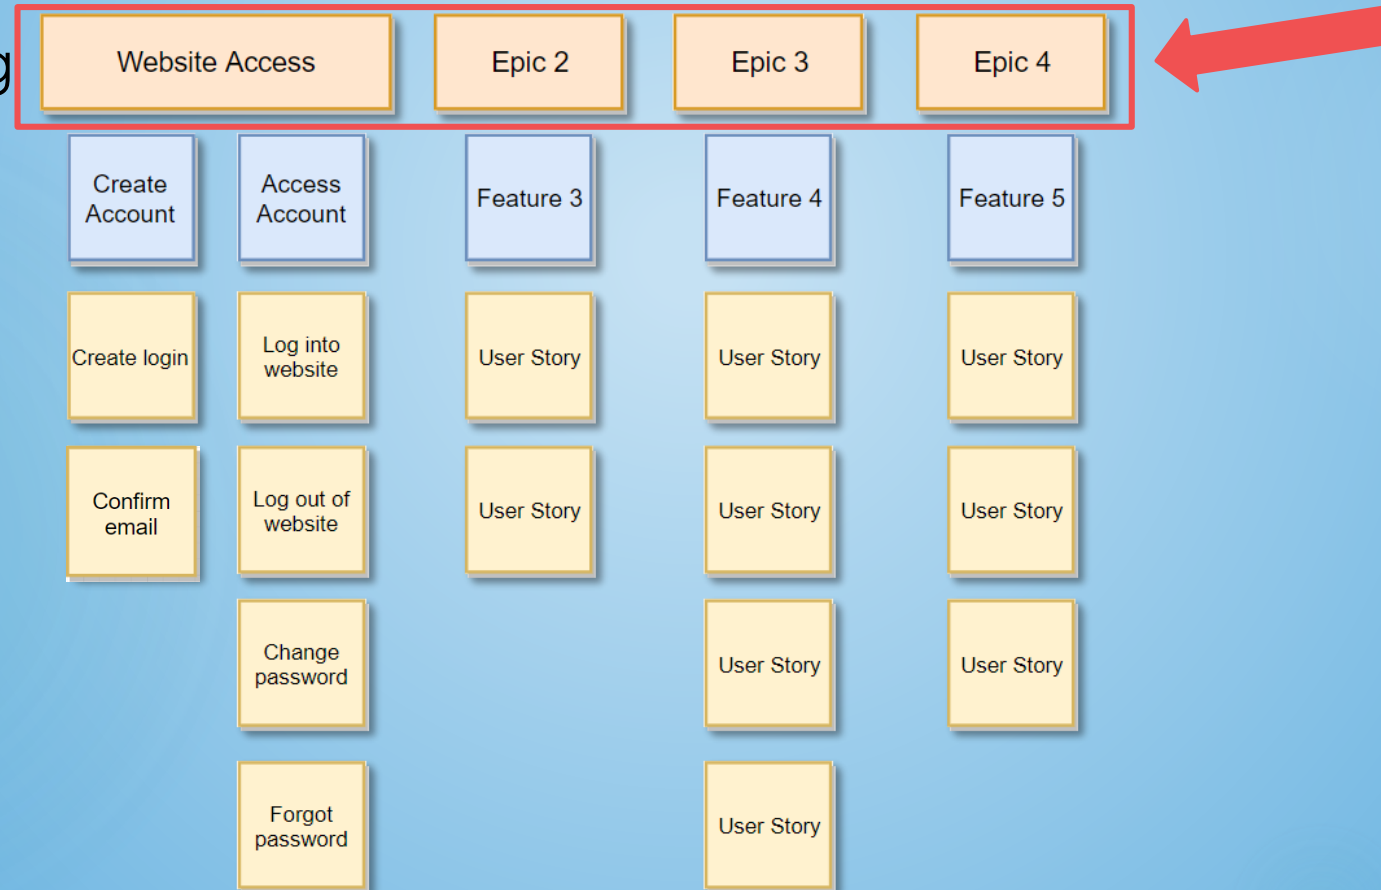 g
Website Access
Epic 2
Epic 3
Epic 4
Create
Account
Access
Account
Feature 3
Feature 4
Feature 5
Create login
Log into
website
User Story
User Story
User Story
Confirm
email
Log out of
website
User Story
User Story
User Story
Change
password
User Story
User Story
Forgot
password
User Story